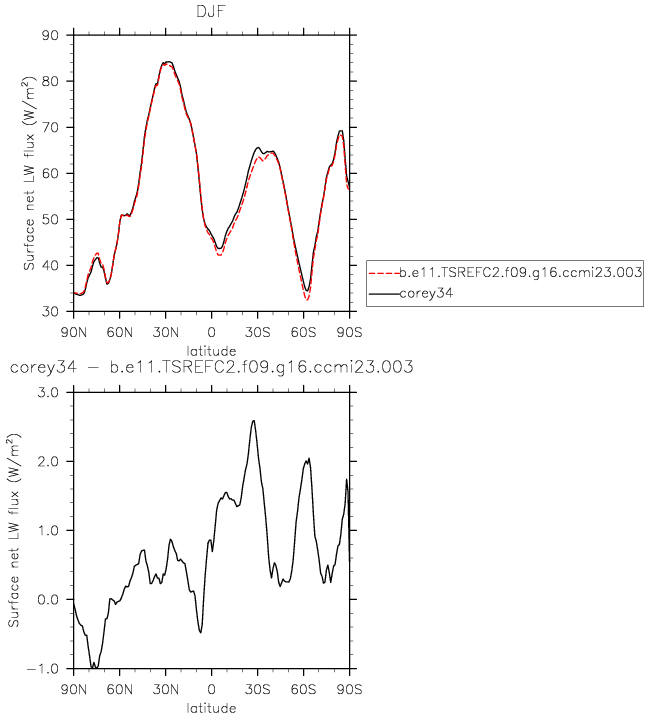 DJF
90
80
70
60
50
40
30
Surface net LW flux (W/m²)
90N 60N 30N 0 30S 60S 90S
latitude
b.e11.TSREFC2.f09.g16.ccmi23.003
corey34
corey34 − b.e11.TSREFC2.f09.g16.ccmi23.003
3.0
2.0
1.0
0.0
−1.0
Surface net LW flux (W/m²)
90N 60N 30N 0 30S 60S 90S
latitude